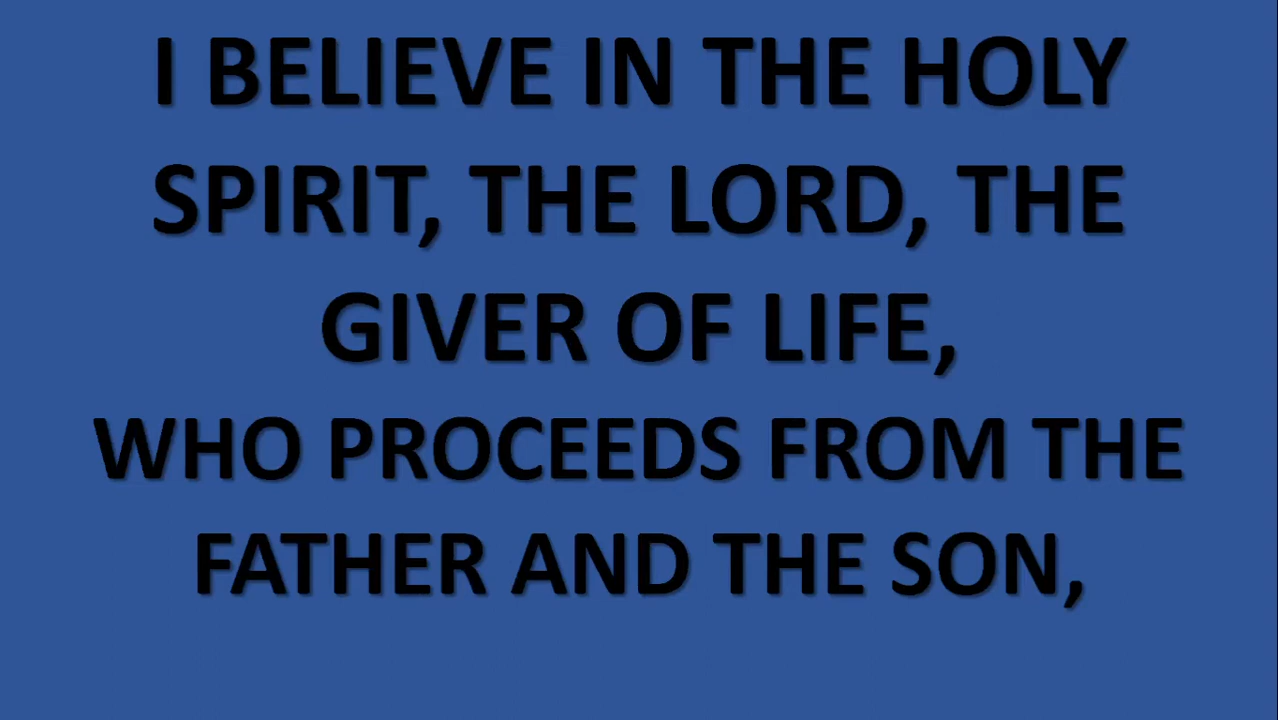 I BELIEVE IN THE HOLY
SPIRIT, THE LORD, THE
GIVER OF LIFE,
WHO PROCEEDS FROM THE
FATHER AND THE SON,